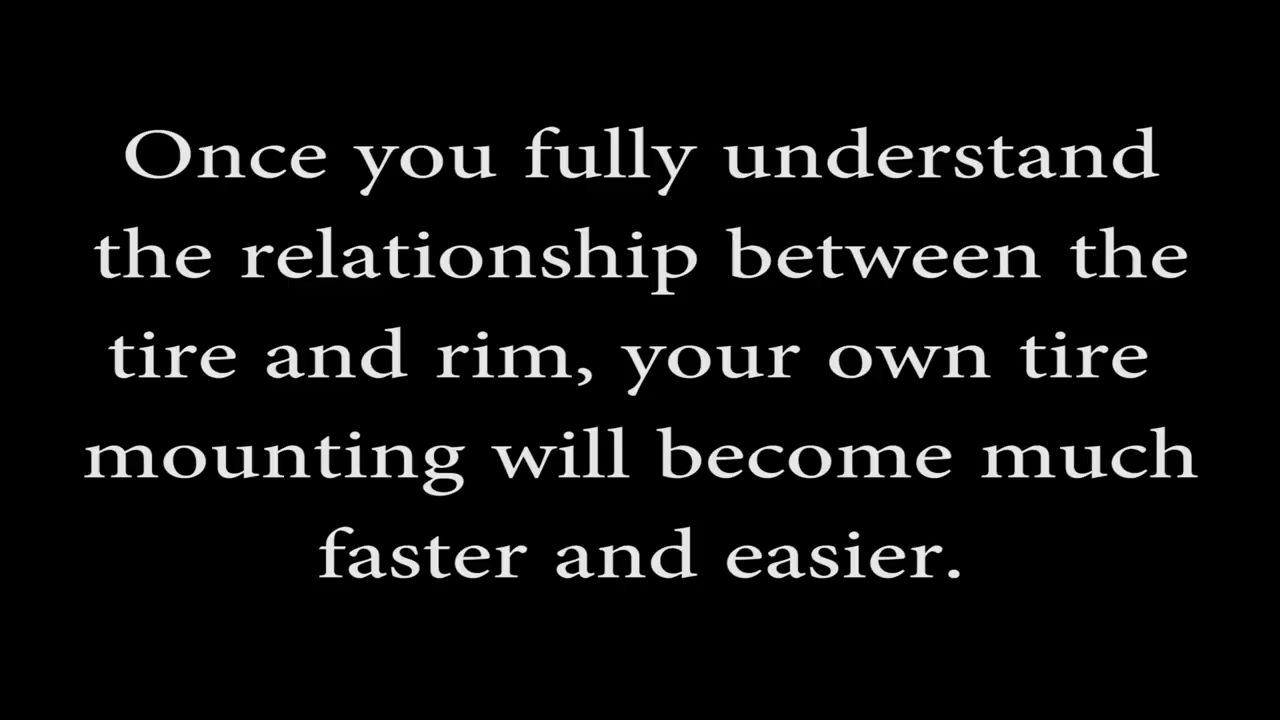 Once you fully understand
the relationship between the
tire and rim, your own tire
mounting will become much
faster and easier.